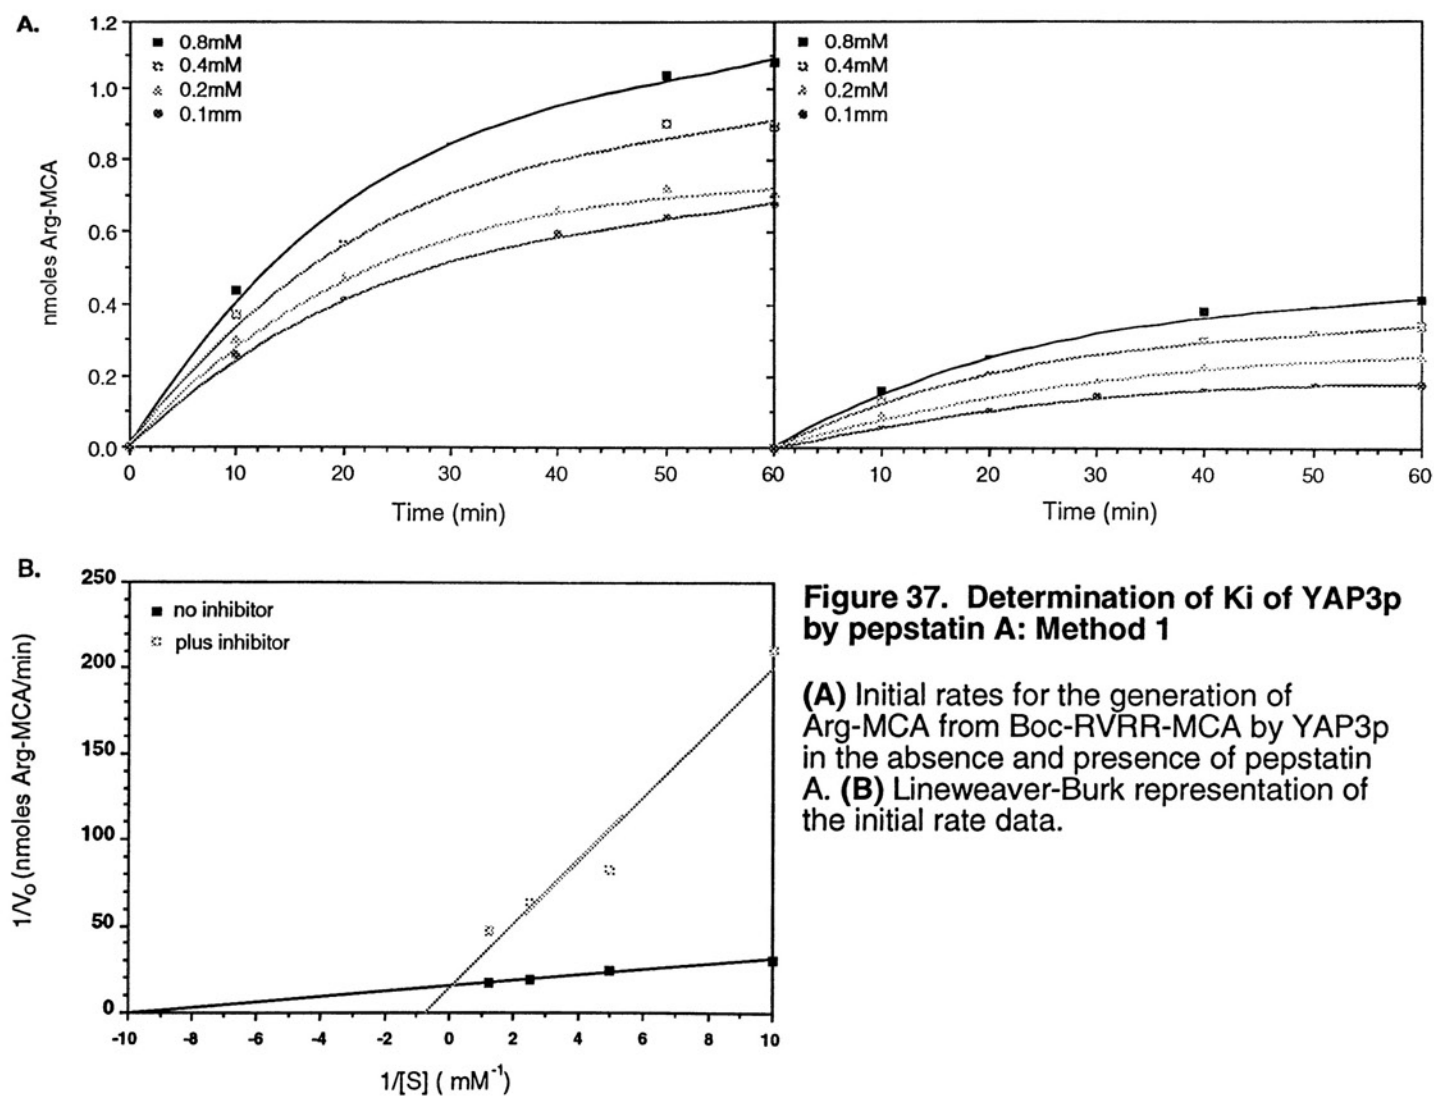 A.
1.2
1.0
0.8
0.6
0.4
0.2
0.0
nmoles Arg-MCA
0.8mM
0.4mM
0.2mM
0.1mm
0 10 20 30 40 50 60
Time (min)
0.8mM
0.4mM
0.2mM
0.1mm
10 20 30 40 50 60
Time (min)
B.
250
200
150
100
50
0
1/Vo (nmoles Arg-MCA/min)
no inhibitor
plus inhibitor
-10 -8 -6 -4 -2 0 2 4 6 8 10
1/[S] ( mM-1)
Figure 37. Determination of Ki of YAP3p
by pepstatin A: Method 1
(A) Initial rates for the generation of
Arg-MCA from Boc-RVRR-MCA by YAP3p
in the absence and presence of pepstatin
A. (B) Lineweaver-Burk representation of
the initial rate data.